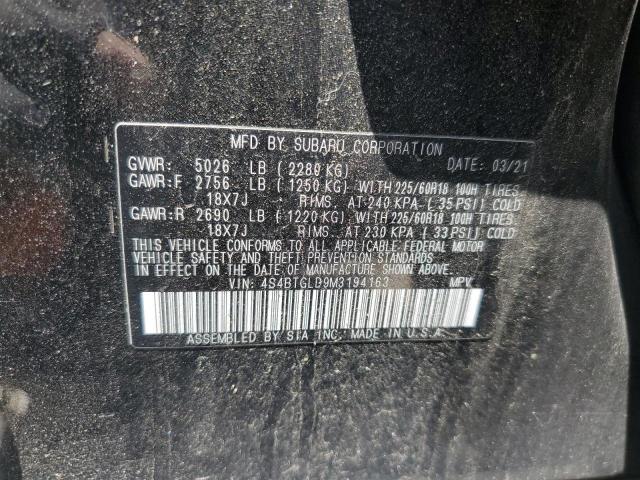 MFD BY SUBARU CORPORATION DATE: 03/21
GVWR: 5026 LB (2280 KG)
GAWR:F 2756 LB (1250 KG) WITH 225/60R18 100H TIRES
18X7J RIMS, AT 240 KPA (35 PSI) COLD
GAWR:R 2690 LB (1220 KG) WITH 225/60R18 100H TIRES
18X7J RIMS, AT 230 KPA (33 PSI) COLD
THIS VEHICLE CONFORMS TO ALL APPLICABLE FEDERAL MOTOR
VEHICLE SAFETY AND THEFT PREVENTION STANDARDS IN EFFECT
ON THE DATE OF MANUFACTURE SHOWN ABOVE.
VIN: 4S4BTGLD9M3194163 MPV
ASSEMBLED BY SIA INC. MADE IN U.S.A